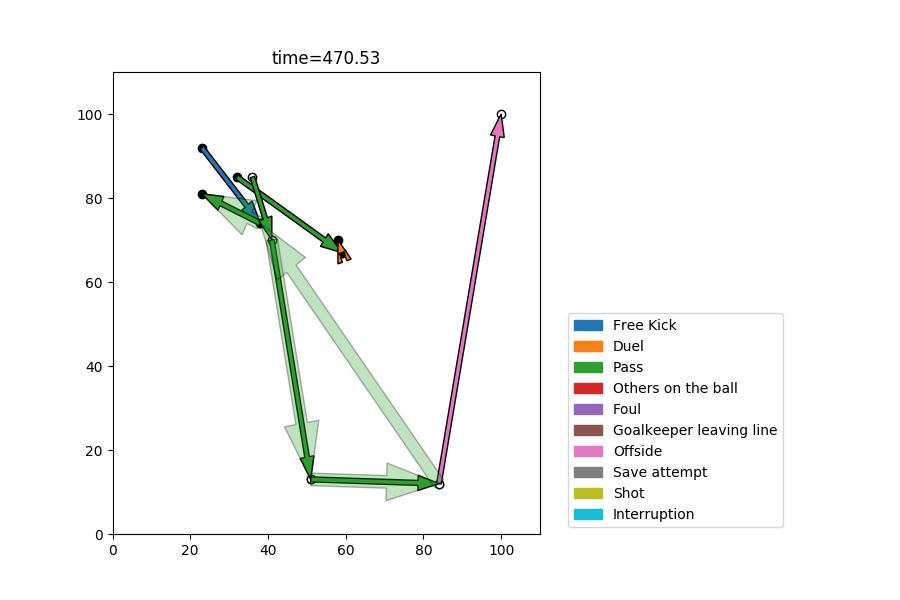 time=470.53
100
80
60
40
20
0
0 20 40 60 80 100
Free Kick
Duel
Pass
Others on the ball
Foul
Goalkeeper leaving line
Offside
Save attempt
Shot
Interruption